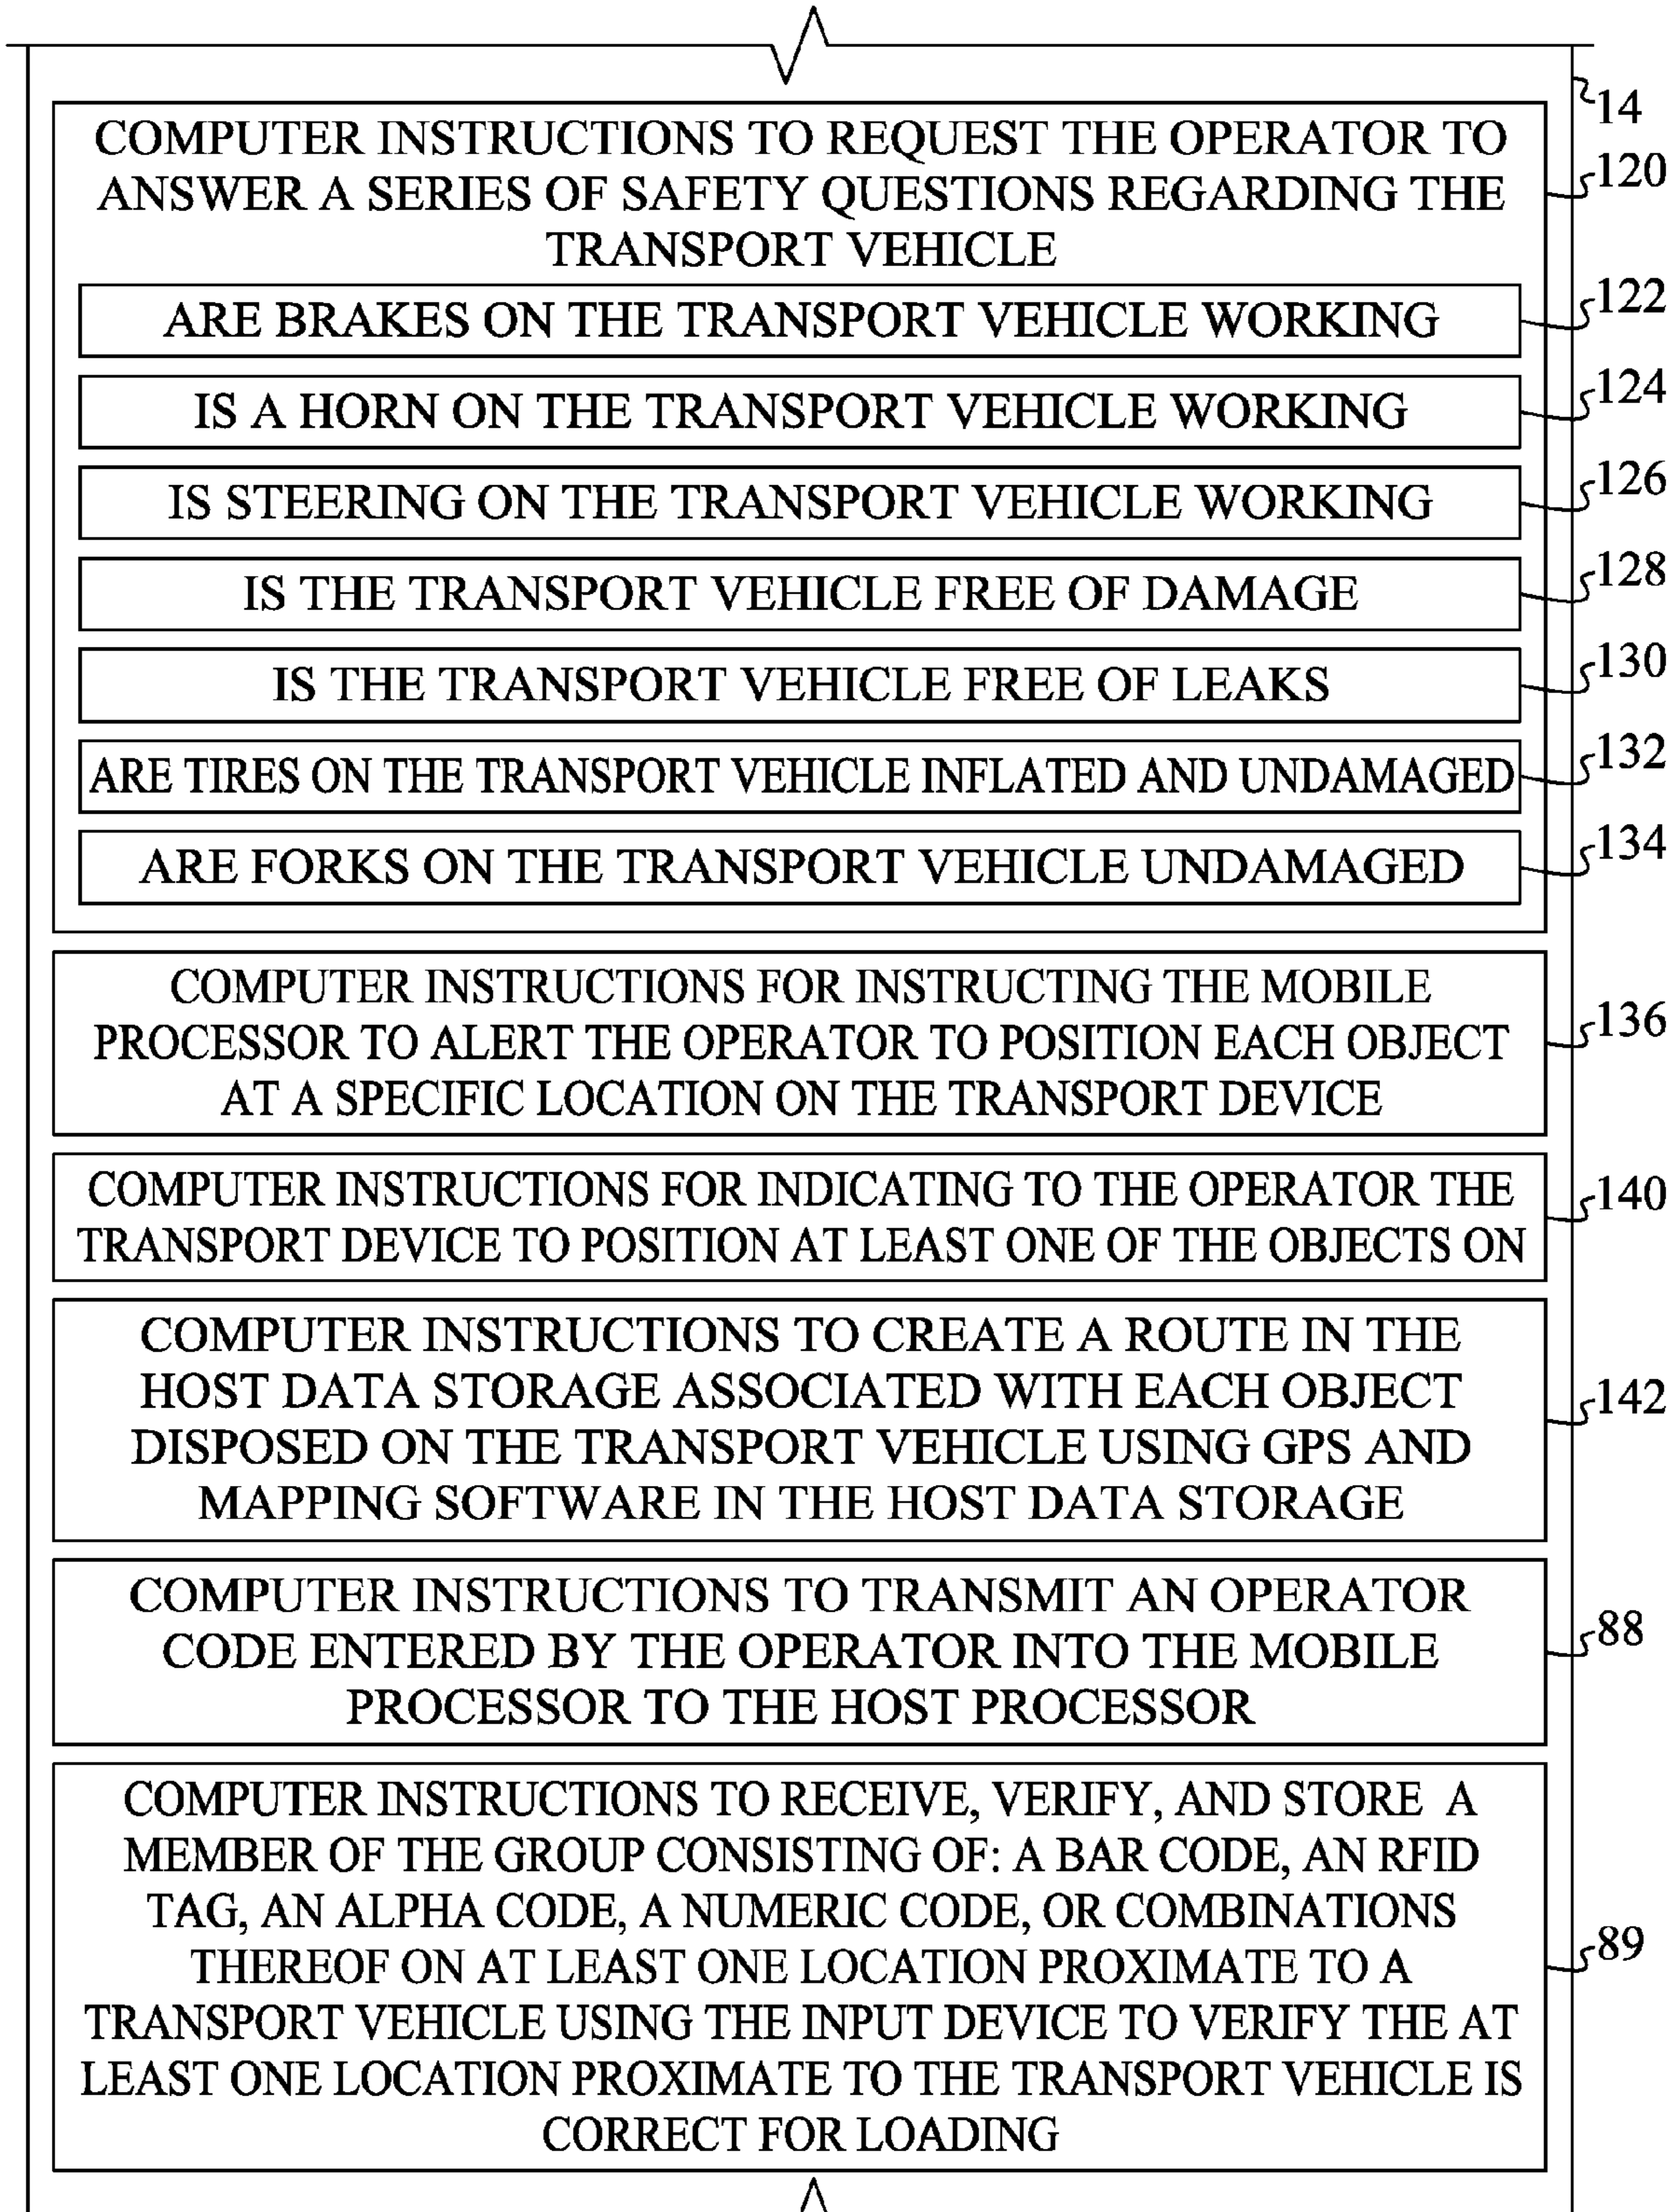 14
COMPUTER INSTRUCTIONS TO REQUEST THE OPERATOR TO
ANSWER A SERIES OF SAFETY QUESTIONS REGARDING THE
TRANSPORT VEHICLE
120
ARE BRAKES ON THE TRANSPORT VEHICLE WORKING
122
IS A HORN ON THE TRANSPORT VEHICLE WORKING
124
IS STEERING ON THE TRANSPORT VEHICLE WORKING
126
IS THE TRANSPORT VEHICLE FREE OF DAMAGE
128
IS THE TRANSPORT VEHICLE FREE OF LEAKS
130
ARE TIRES ON THE TRANSPORT VEHICLE INFLATED AND UNDAMAGED
132
ARE FORKS ON THE TRANSPORT VEHICLE UNDAMAGED
134
COMPUTER INSTRUCTIONS FOR INSTRUCTING THE MOBILE
PROCESSOR TO ALERT THE OPERATOR TO POSITION EACH OBJECT
AT A SPECIFIC LOCATION ON THE TRANSPORT DEVICE
136
COMPUTER INSTRUCTIONS FOR INDICATING TO THE OPERATOR THE
TRANSPORT DEVICE TO POSITION AT LEAST ONE OF THE OBJECTS ON
140
COMPUTER INSTRUCTIONS TO CREATE A ROUTE IN THE
HOST DATA STORAGE ASSOCIATED WITH EACH OBJECT
DISPOSED ON THE TRANSPORT VEHICLE USING GPS AND
MAPPING SOFTWARE IN THE HOST DATA STORAGE
142
COMPUTER INSTRUCTIONS TO TRANSMIT AN OPERATOR
CODE ENTERED BY THE OPERATOR INTO THE MOBILE
PROCESSOR TO THE HOST PROCESSOR
88
COMPUTER INSTRUCTIONS TO RECEIVE, VERIFY, AND STORE A
MEMBER OF THE GROUP CONSISTING OF: A BAR CODE, AN RFID
TAG, AN ALPHA CODE, A NUMERIC CODE, OR COMBINATIONS
THEREOF ON AT LEAST ONE LOCATION PROXIMATE TO A
TRANSPORT VEHICLE USING THE INPUT DEVICE TO VERIFY THE AT
LEAST ONE LOCATION PROXIMATE TO THE TRANSPORT VEHICLE IS
CORRECT FOR LOADING
89